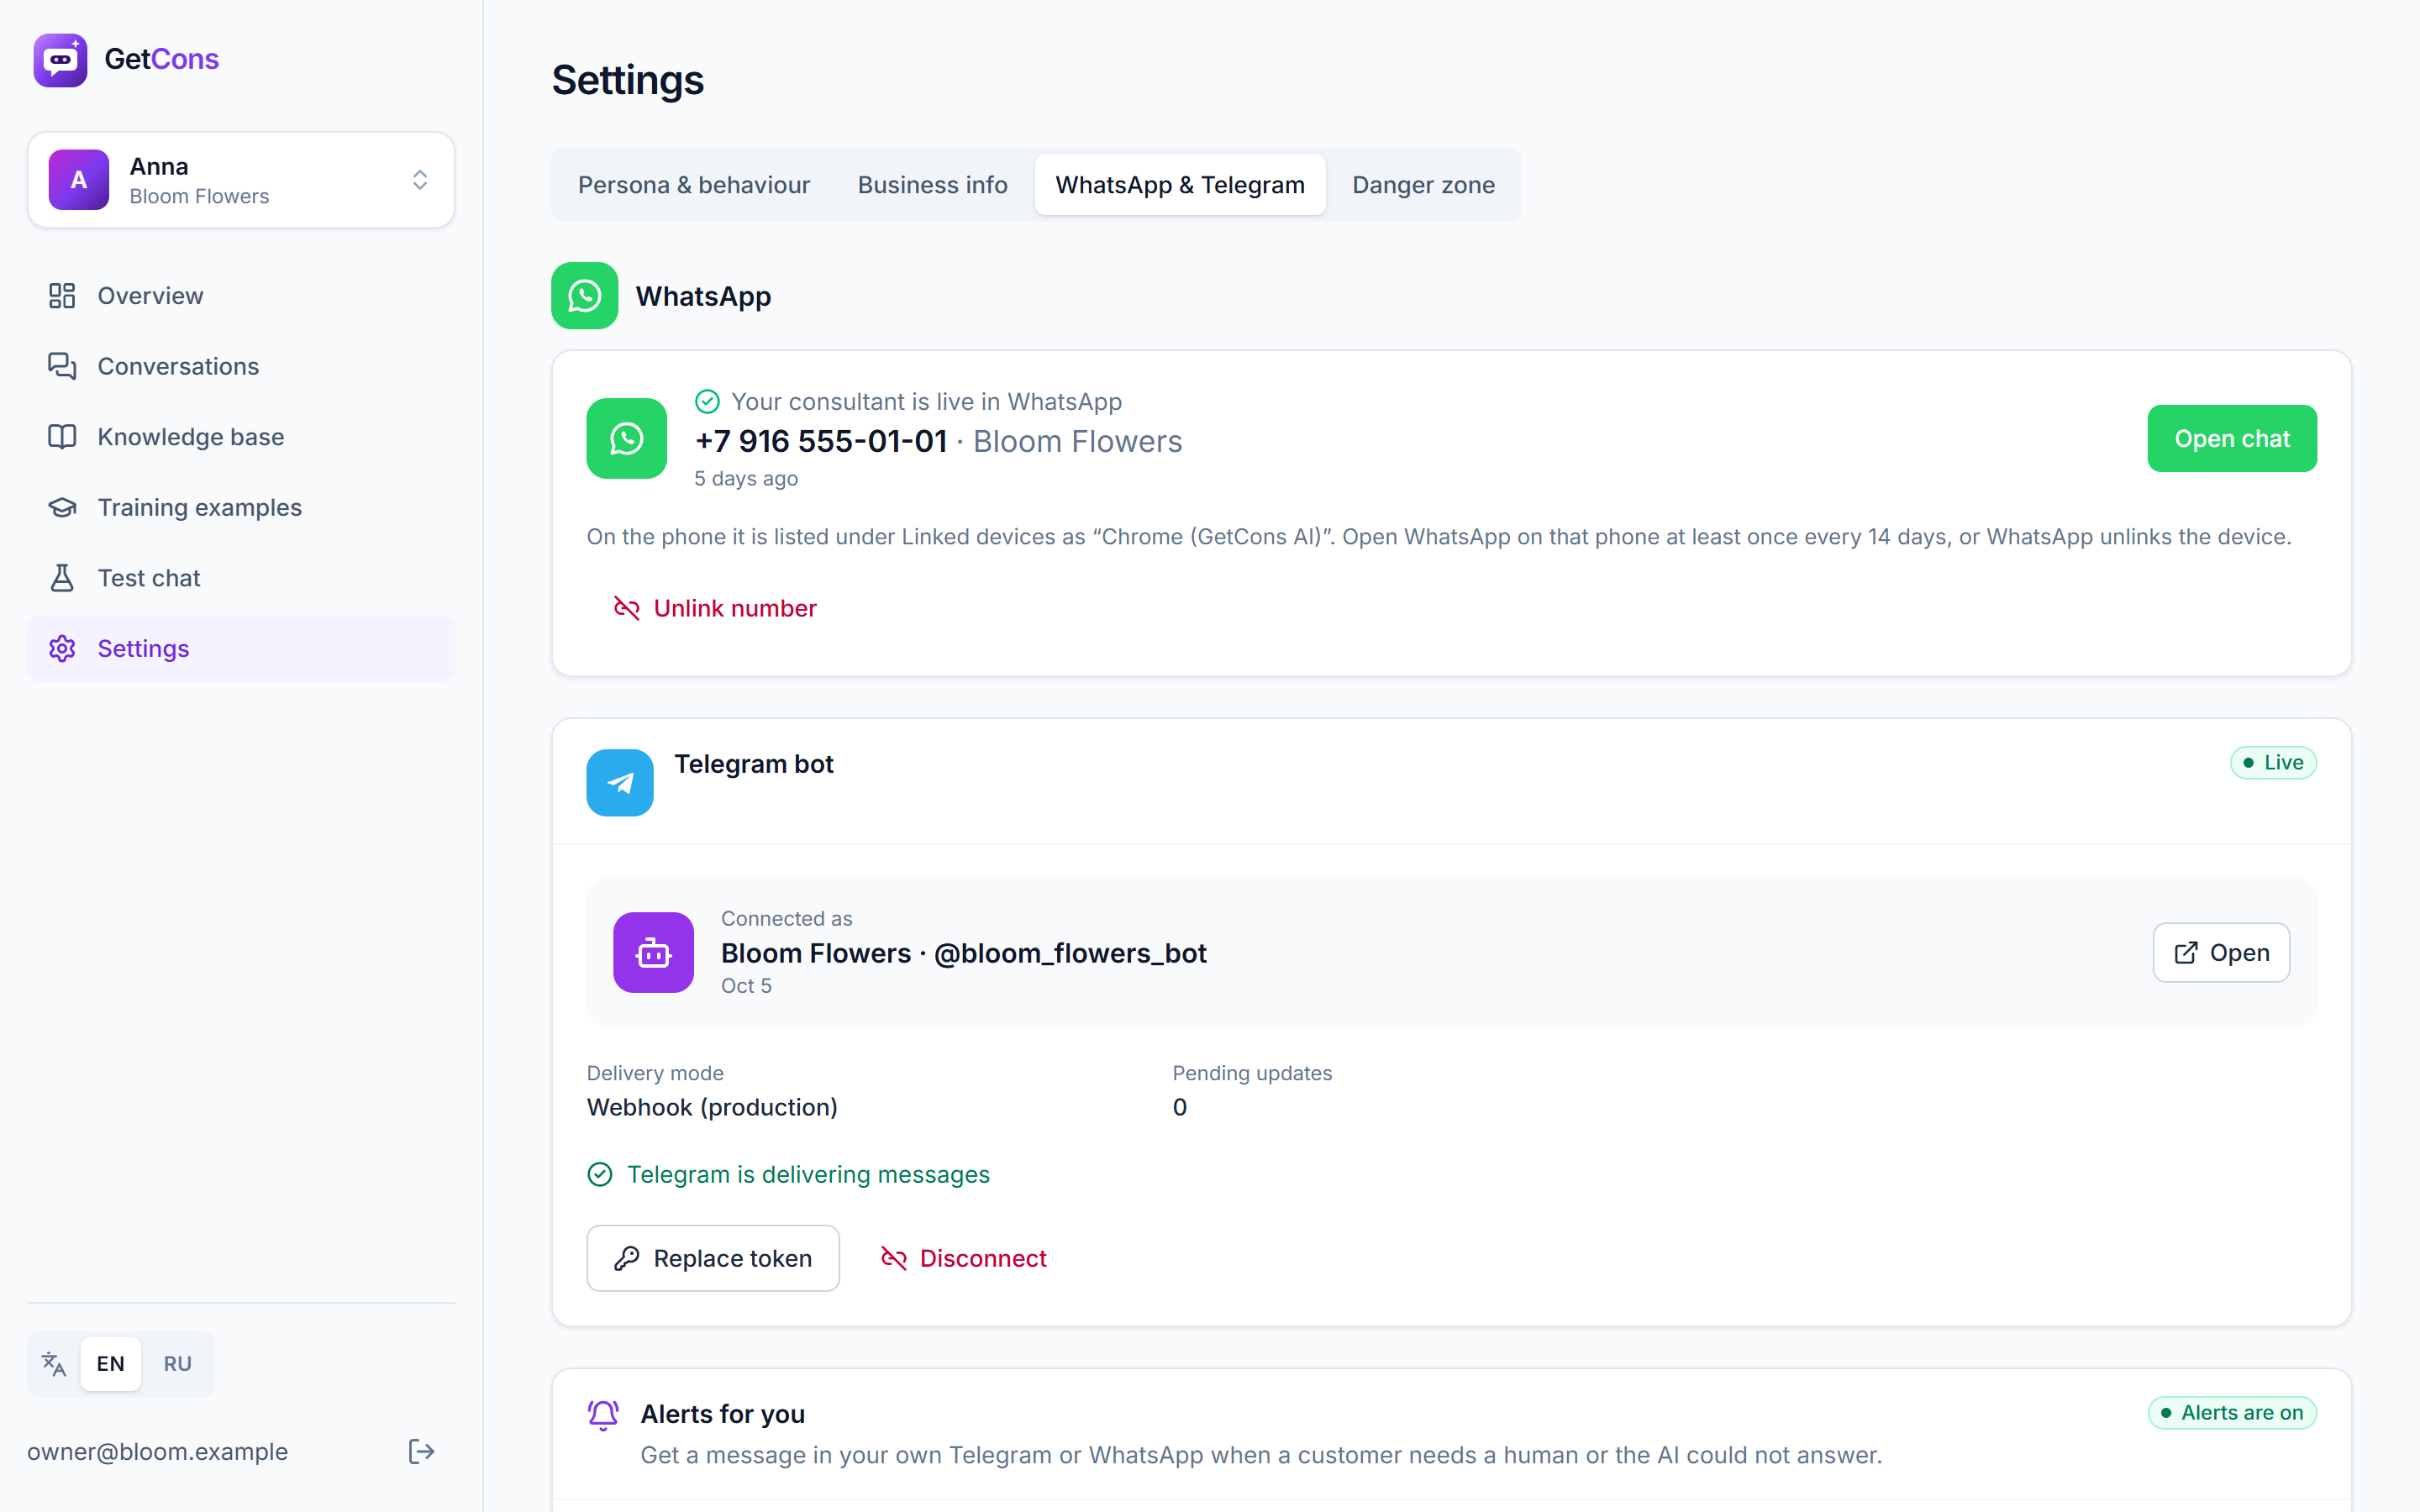 GetCons
A
Anna
Bloom Flowers
Overview
Conversations
Knowledge base
Training examples
Test chat
Settings
EN
RU
owner@bloom.example
Settings
Persona & behaviour
Business info
WhatsApp & Telegram
Danger zone
WhatsApp
Your consultant is live in WhatsApp
+7 916 555-01-01 · Bloom Flowers
5 days ago
Open chat
On the phone it is listed under Linked devices as “Chrome (GetCons AI)”. Open WhatsApp on that phone at least once every 14 days, or WhatsApp unlinks the device.
Unlink number
Telegram bot
Live
Connected as
Bloom Flowers · @bloom_flowers_bot
Oct 5
Open
Delivery mode
Webhook (production)
Pending updates
0
Telegram is delivering messages
Replace token
Disconnect
Alerts for you
Alerts are on
Get a message in your own Telegram or WhatsApp when a customer needs a human or the AI could not answer.